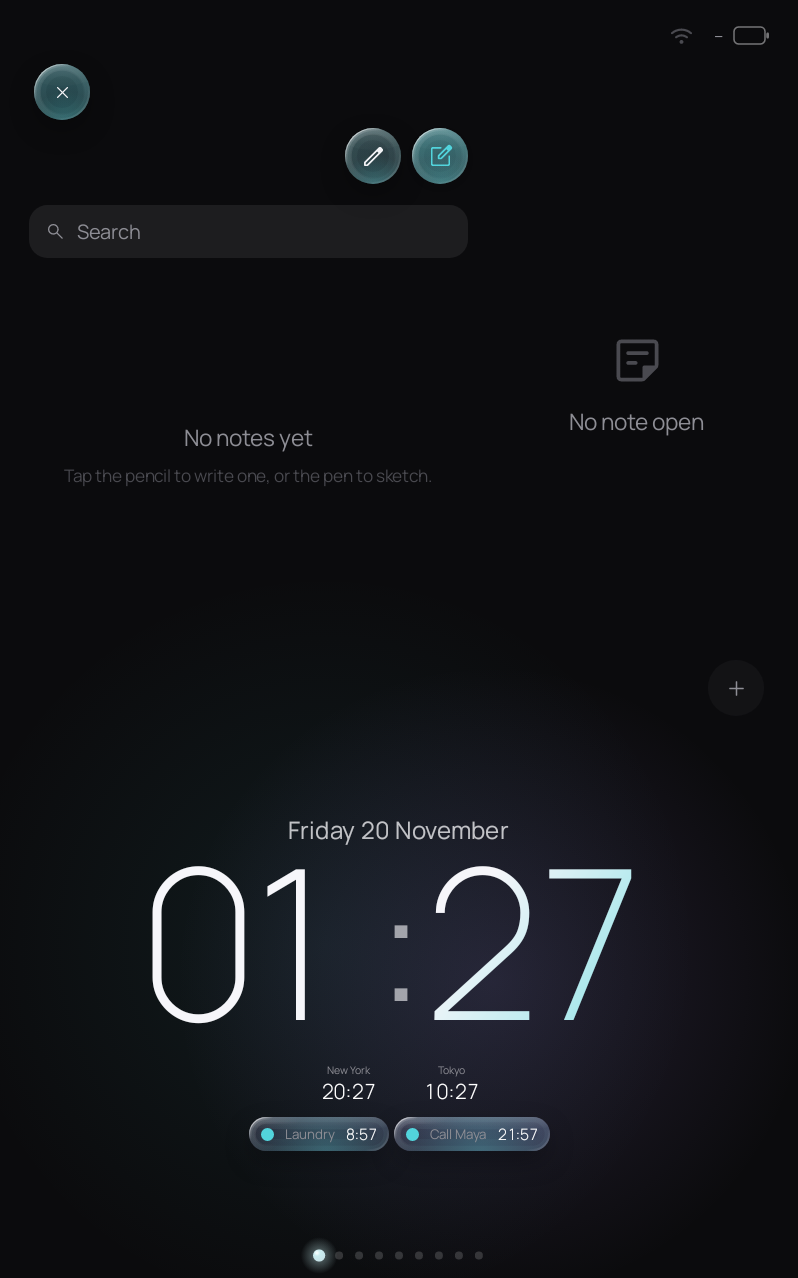 –
Search
No note open
No notes yet
Tap the pencil to write one, or the pen to sketch.
Friday 20 November
01:27
New York Tokyo
20:27 10:27
Laundry 8:57 Call Maya 21:57